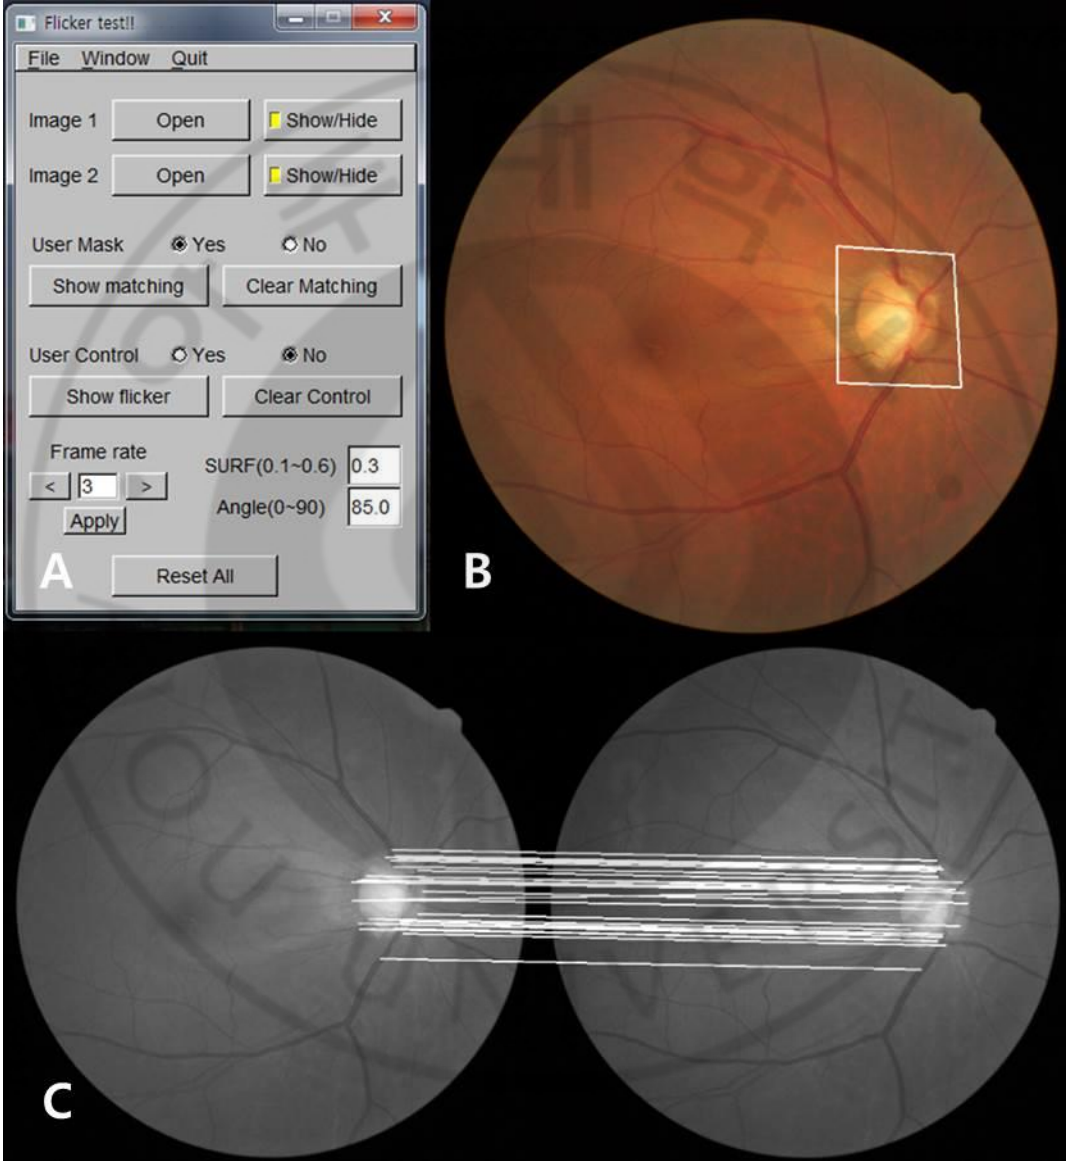 Flicker test!!
File Window Quit
Image 1 Open Show/Hide
Image 2 Open Show/Hide
User Mask Yes No
Show matching Clear Matching
User Control Yes No
Show flicker Clear Control
Frame rate
SURF(0.1~0.6) 0.3
< 3 >
Angle(0~90) 85.0
Apply
Reset All
A
B
C